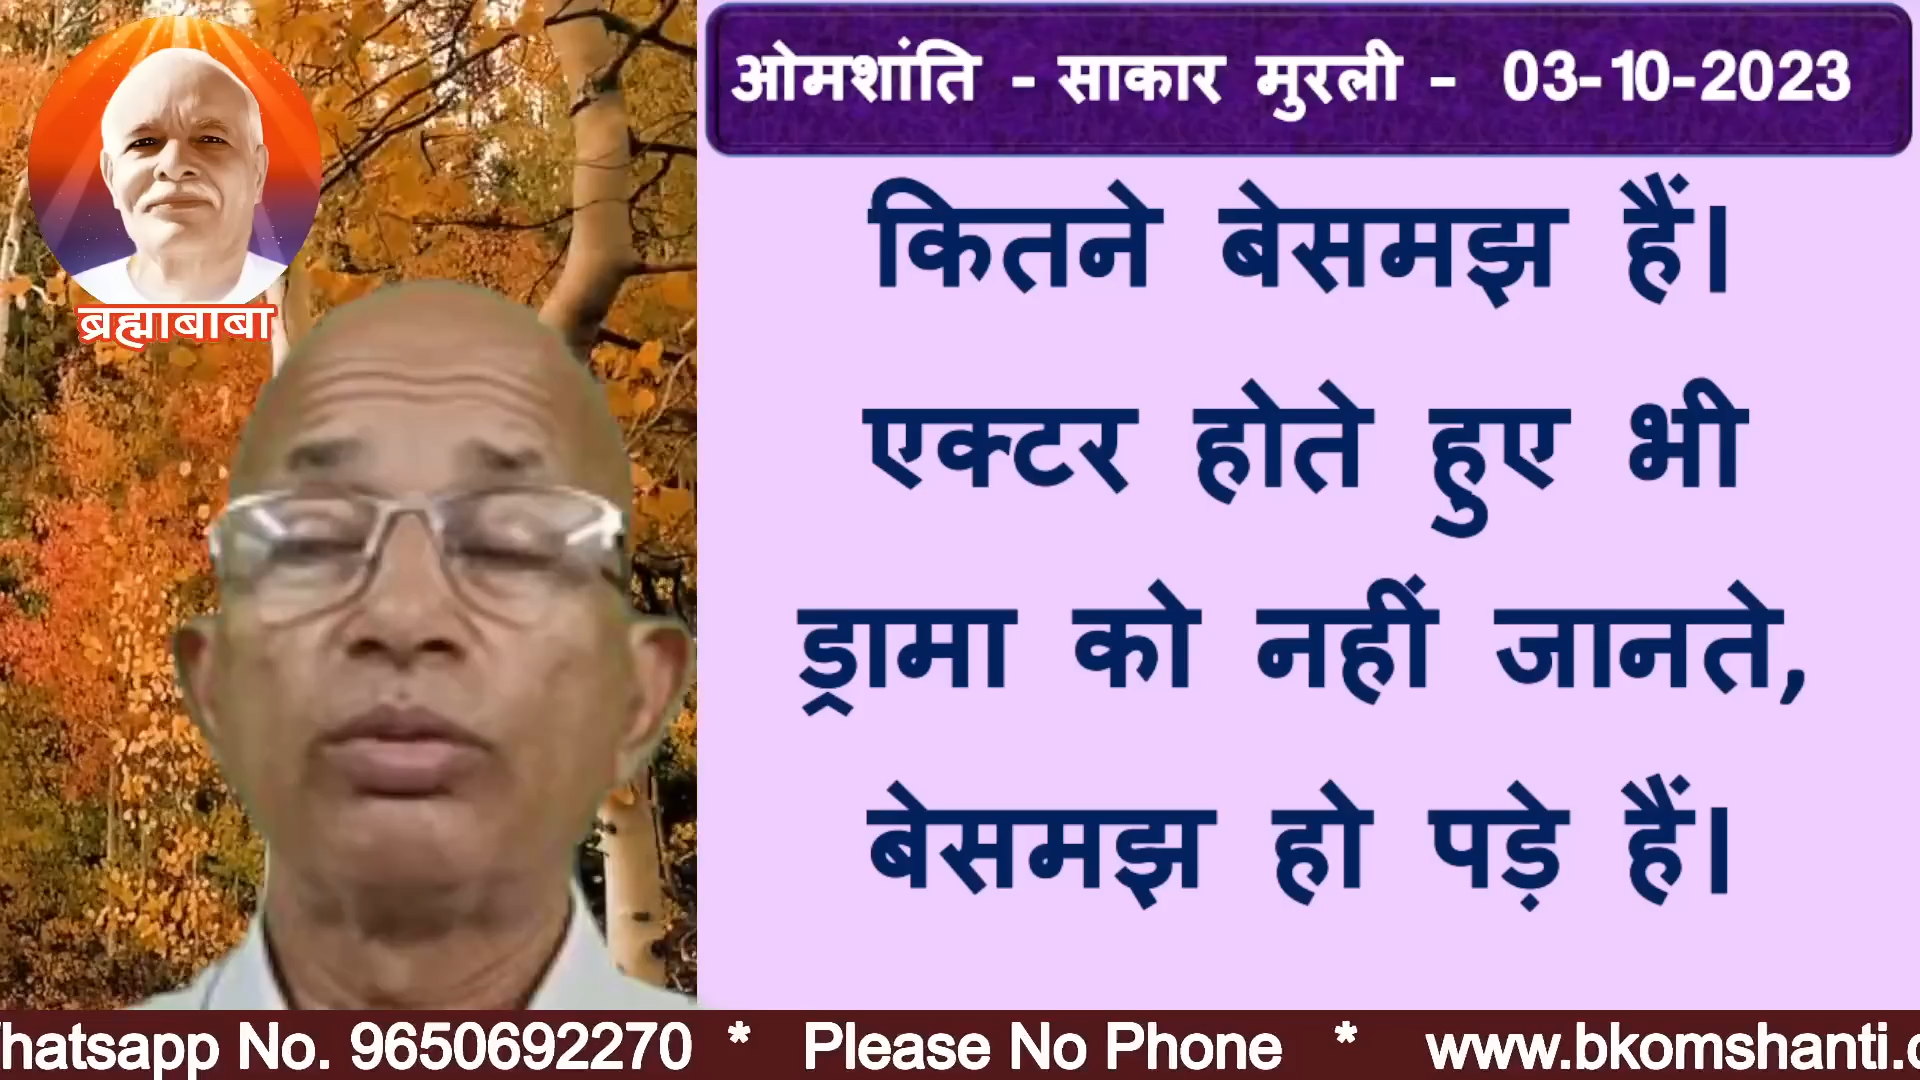 ब्रह्माबाबा
ओमशांति - साकार मुरली - 03-10-2023
कितने बेसमझ हैं।
एक्टर होते हुए भी
ड्रामा को नहीं जानते,
बेसमझ हो पड़े हैं।
hatsapp No. 9650692270 * Please No Phone * www.bkomshanti.c